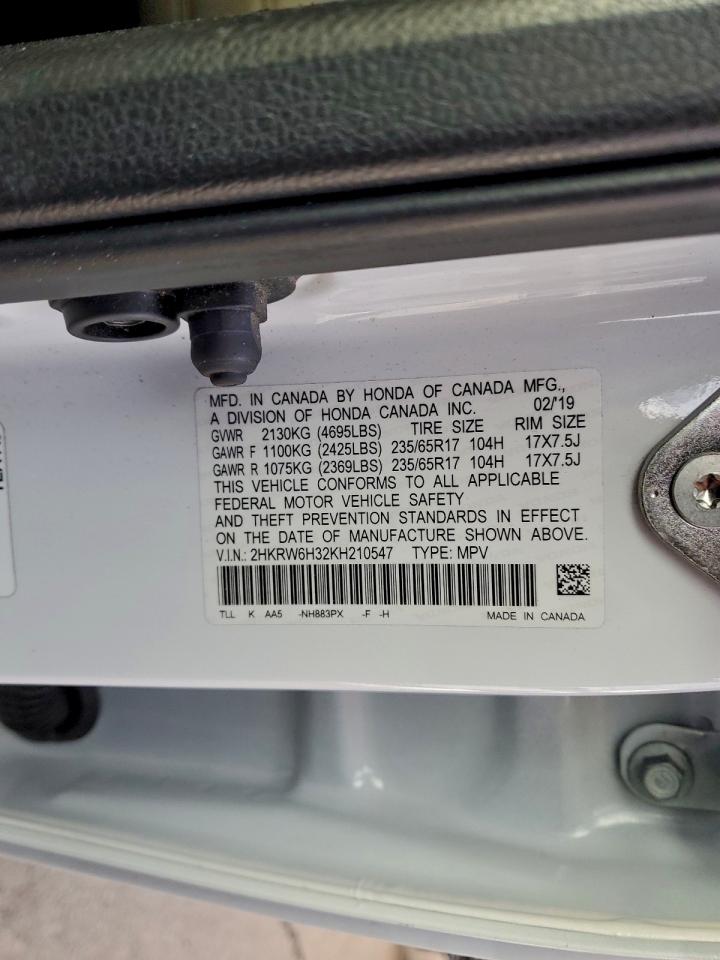 MFD. IN CANADA BY HONDA OF CANADA MFG.,
A DIVISION OF HONDA CANADA INC. 02/'19
GVWR 2130KG (4695LBS) TIRE SIZE RIM SIZE
GAWR F 1100KG (2425LBS) 235/65R17 104H 17X7.5J
GAWR R 1075KG (2369LBS) 235/65R17 104H 17X7.5J
THIS VEHICLE CONFORMS TO ALL APPLICABLE
FEDERAL MOTOR VEHICLE SAFETY
AND THEFT PREVENTION STANDARDS IN EFFECT
ON THE DATE OF MANUFACTURE SHOWN ABOVE.
V.I.N.: 2HKRW6H32KH210547 TYPE: MPV
TLL K AA5 -NH883PX -F -H MADE IN CANADA